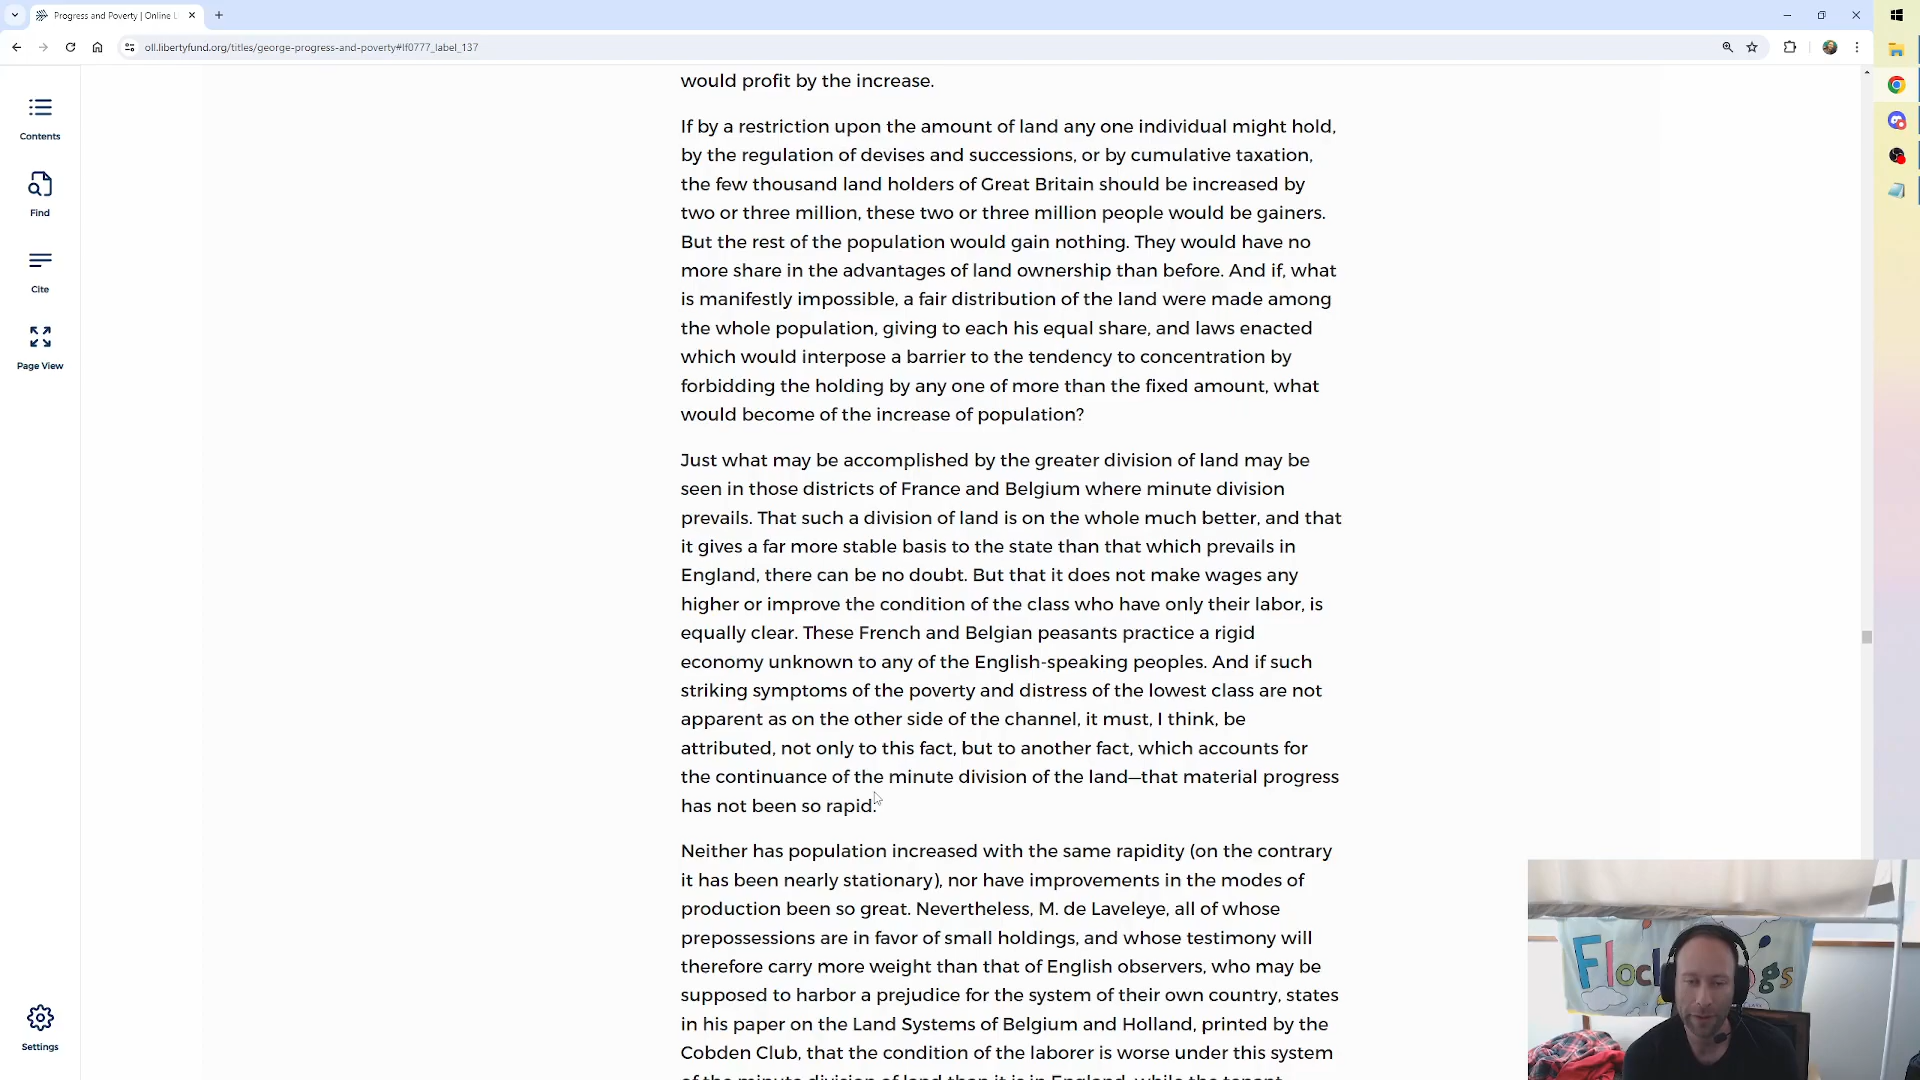 Progress and Poverty | Online L
oll.libertyfund.org/titles/george-progress-and-poverty#lf0777_label_137
Contents
Find
Cite
Page View
Settings
would profit by the increase.
If by a restriction upon the amount of land any one individual might hold,
by the regulation of devises and successions, or by cumulative taxation,
the few thousand land holders of Great Britain should be increased by
two or three million, these two or three million people would be gainers.
But the rest of the population would gain nothing. They would have no
more share in the advantages of land ownership than before. And if, what
is manifestly impossible, a fair distribution of the land were made among
the whole population, giving to each his equal share, and laws enacted
which would interpose a barrier to the tendency to concentration by
forbidding the holding by any one of more than the fixed amount, what
would become of the increase of population?
Just what may be accomplished by the greater division of land may be
seen in those districts of France and Belgium where minute division
prevails. That such a division of land is on the whole much better, and that
it gives a far more stable basis to the state than that which prevails in
England, there can be no doubt. But that it does not make wages any
higher or improve the condition of the class who have only their labor, is
equally clear. These French and Belgian peasants practice a rigid
economy unknown to any of the English-speaking peoples. And if such
striking symptoms of the poverty and distress of the lowest class are not
apparent as on the other side of the channel, it must, I think, be
attributed, not only to this fact, but to another fact, which accounts for
the continuance of the minute division of the land—that material progress
has not been so rapid.
Neither has population increased with the same rapidity (on the contrary
it has been nearly stationary), nor have improvements in the modes of
production been so great. Nevertheless, M. de Laveleye, all of whose
prepossessions are in favor of small holdings, and whose testimony will
therefore carry more weight than that of English observers, who may be
supposed to harbor a prejudice for the system of their own country, states
in his paper on the Land Systems of Belgium and Holland, printed by the
Cobden Club, that the condition of the laborer is worse under this system
of the minute division of land than it is in England, while the tenant